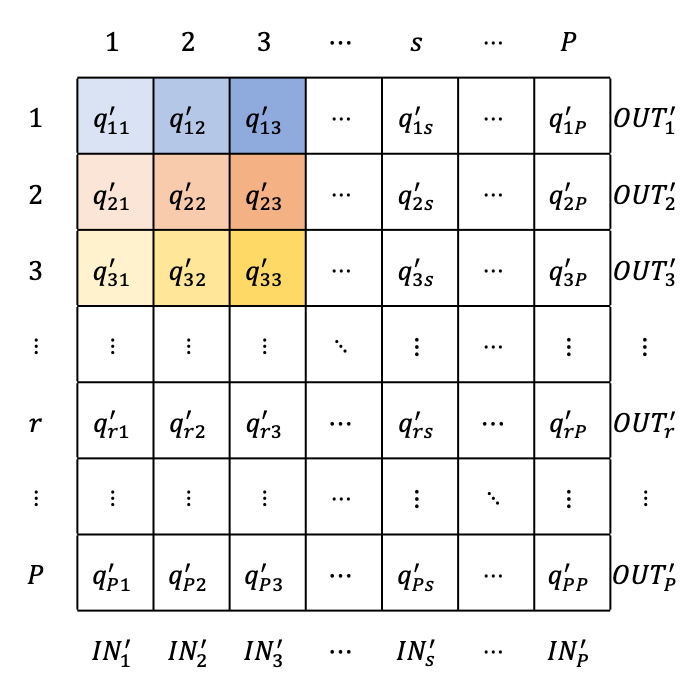 1 2 3 ⋯ s ⋯ P
1 q′₁₁ q′₁₂ q′₁₃ ⋯ q′₁ₛ ⋯ q′₁P OUT′₁
2 q′₂₁ q′₂₂ q′₂₃ ⋯ q′₂ₛ ⋯ q′₂P OUT′₂
3 q′₃₁ q′₃₂ q′₃₃ ⋯ q′₃ₛ ⋯ q′₃P OUT′₃
⋮ ⋮ ⋮ ⋮ ⋱ ⋮ ⋯ ⋮ ⋮
r q′ᵣ₁ q′ᵣ₂ q′ᵣ₃ ⋯ q′ᵣₛ ⋯ q′ᵣP OUT′ᵣ
⋮ ⋮ ⋮ ⋮ ⋯ ⋮ ⋱ ⋮ ⋮
P q′P₁ q′P₂ q′P₃ ⋯ q′Pₛ ⋯ q′PP OUT′P
IN′₁ IN′₂ IN′₃ ⋯ IN′ₛ ⋯ IN′P